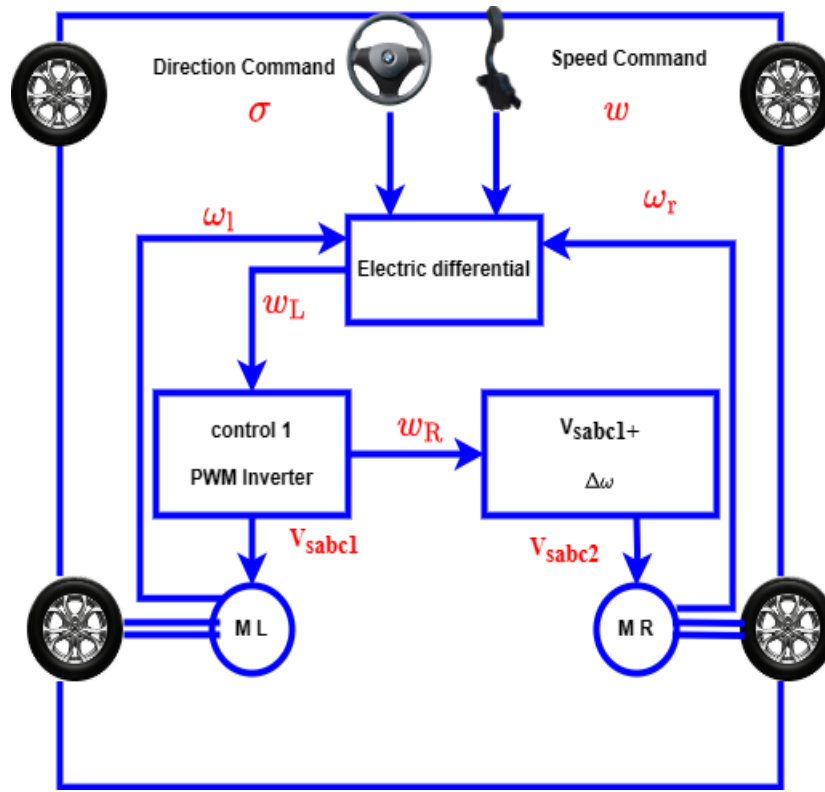 Direction Command
σ
Speed Command
w
ω_l
ω_r
Electric differential
w_L
control 1
PWM Inverter
w_R
V_sabc1+
Δω
V_sabc1
V_sabc2
M L
M R